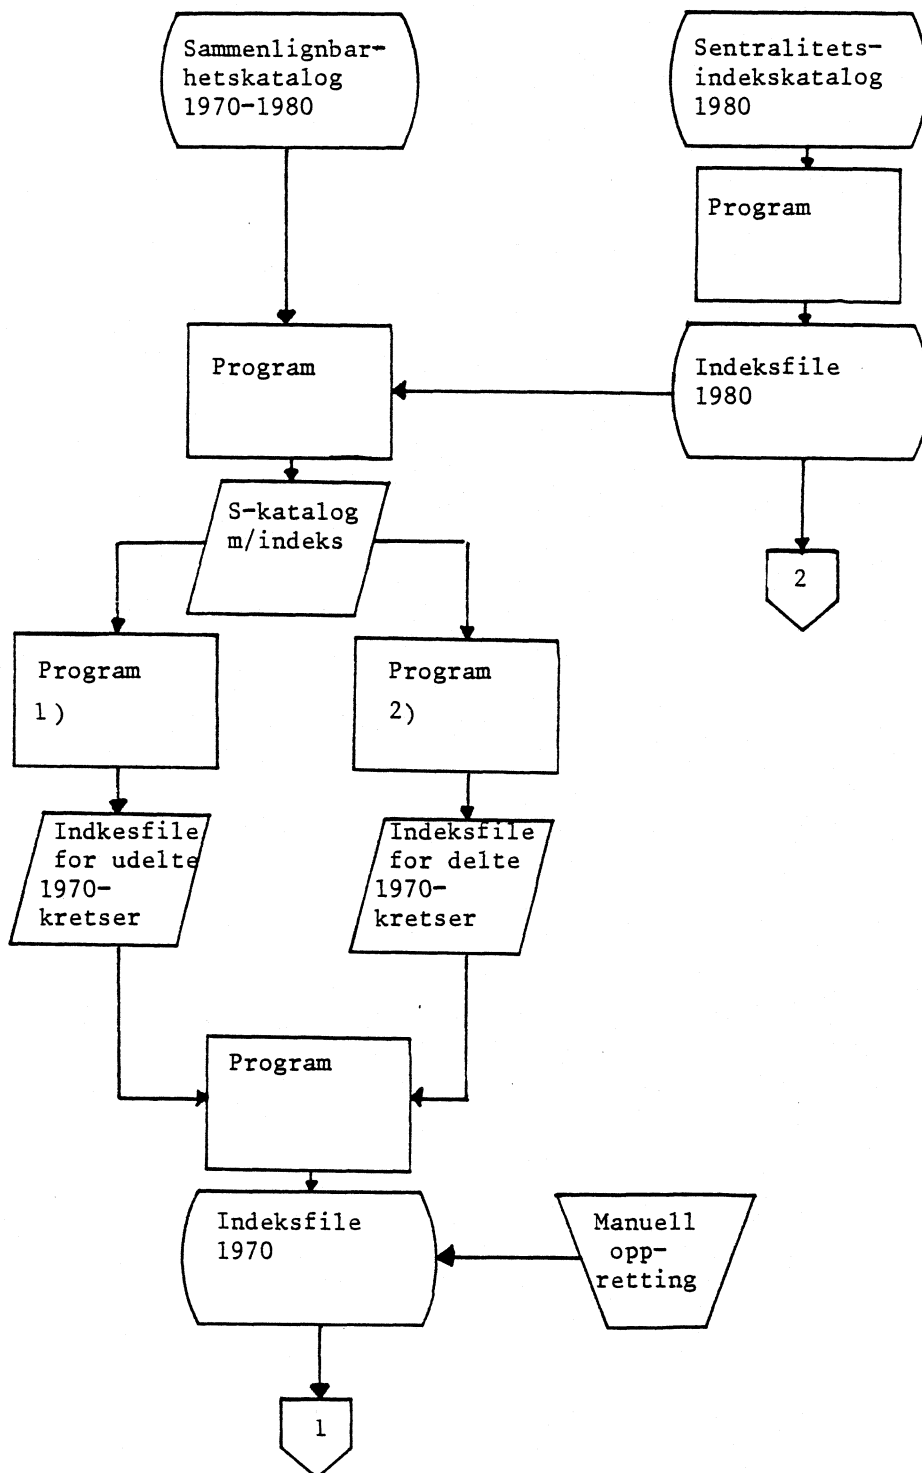 Sammenlignbar-
hetskatalog
1970-1980
Sentralitets-
indekskatalog
1980
Program
Program
Indeksfile
1980
S-katalog
m/indeks
2
Program
1)
Program
2)
Indkesfile
for udelte
1970-
kretser
Indeksfile
for delte
1970-
kretser
Program
Indeksfile
1970
Manuell
opp-
retting
1